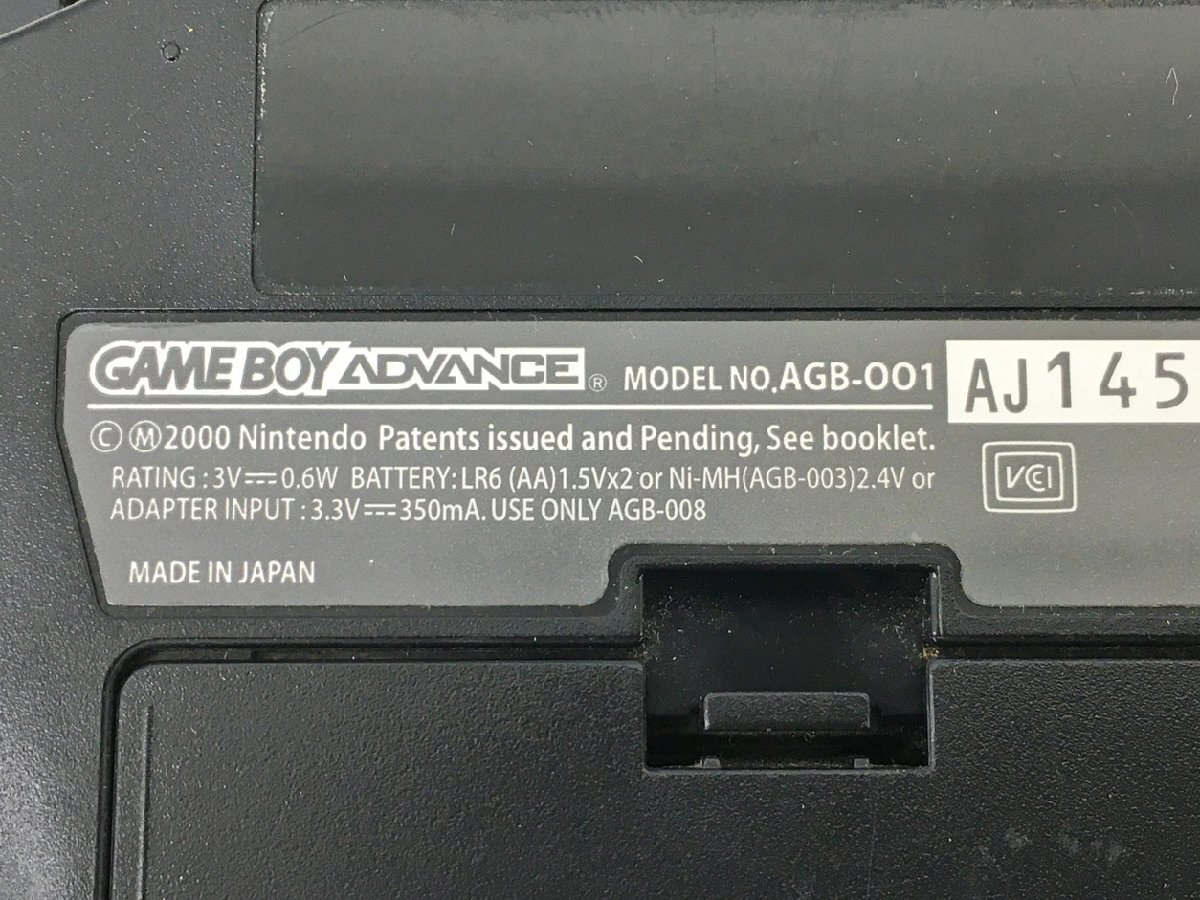 GAME BOY ADVANCE® MODEL NO.AGB-001 AJ145
ⒸⓂ2000 Nintendo Patents issued and Pending, See booklet.
RATING:3V⎓0.6W BATTERY:LR6 (AA)1.5Vx2 or Ni-MH(AGB-003)2.4V or
VCI
ADAPTER INPUT:3.3V⎓350mA. USE ONLY AGB-008
MADE IN JAPAN